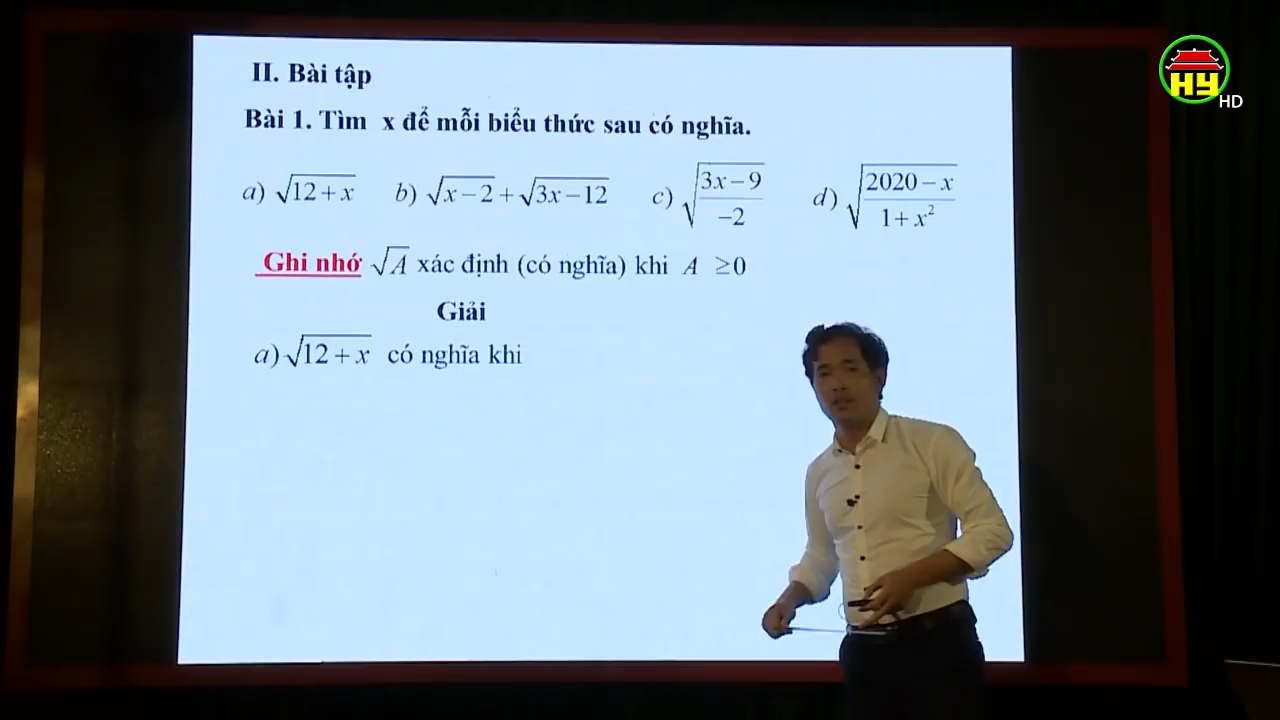 II. Bài tập
Bài 1. Tìm x để mỗi biểu thức sau có nghĩa.
a) √(12 + x) b) √(x − 2) + √(3x − 12) c) √((3x − 9)/(−2)) d) √((2020 − x)/(1 + x²))
Ghi nhớ √A xác định (có nghĩa) khi A ≥0
Giải
a) √(12 + x) có nghĩa khi
HY
HD